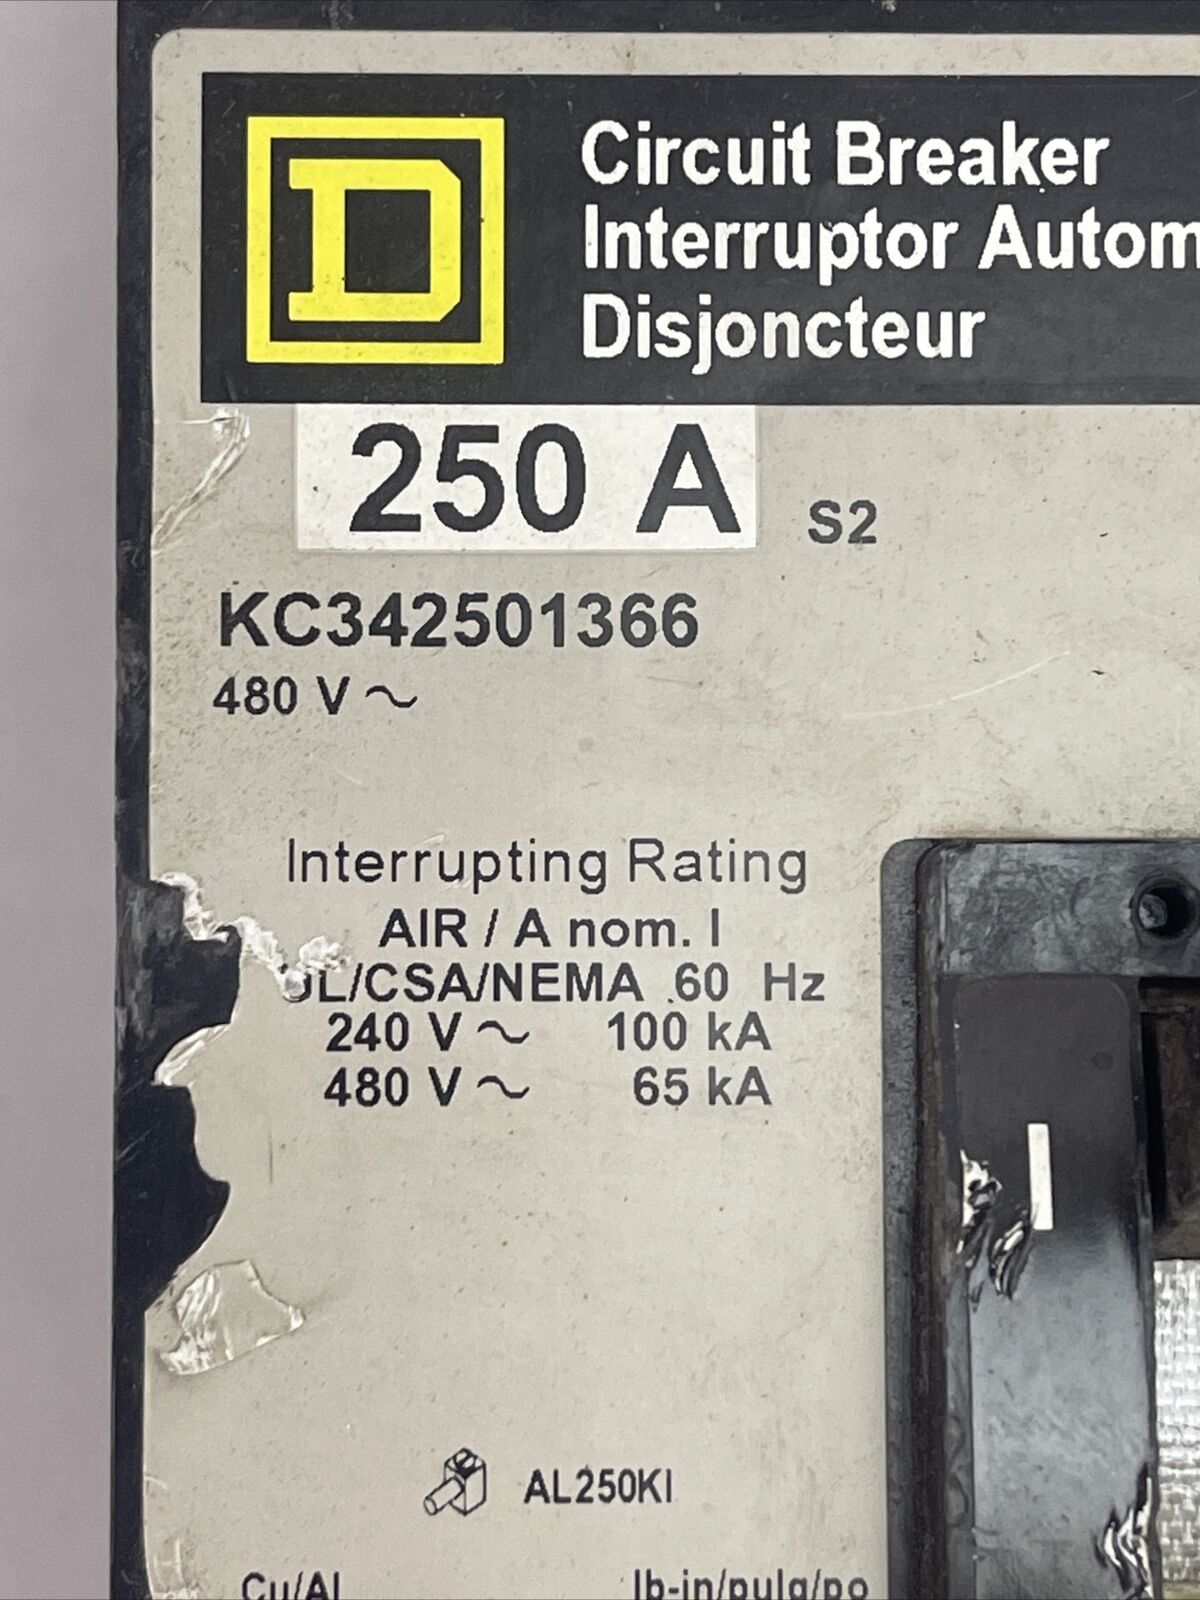 D
Circuit Breaker
Interruptor Autom
Disjoncteur
250 A
S2
KC342501366
480 V ~
Interrupting Rating
AIR / A nom. I
UL/CSA/NEMA 60 Hz
240 V ~ 100 kA
480 V ~ 65 kA
AL250KI
Cu/Al lb-in/pulg/po